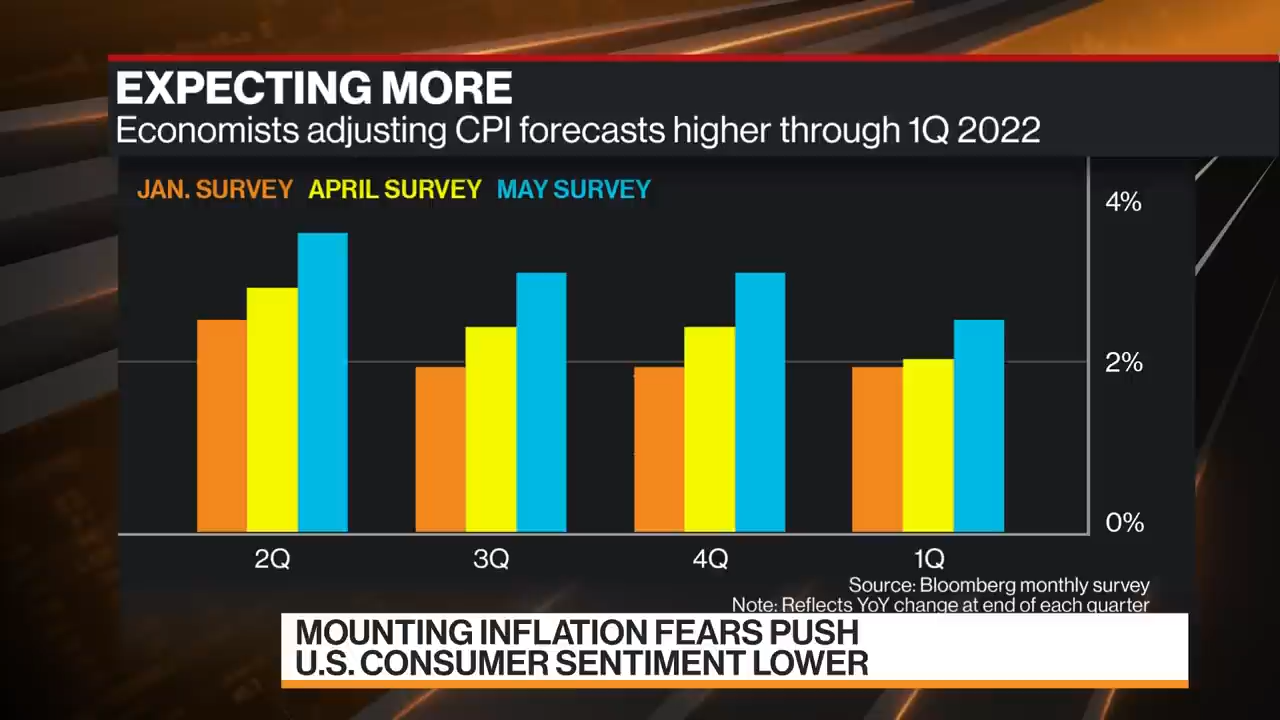 EXPECTING MORE
Economists adjusting CPI forecasts higher through 1Q 2022
JAN. SURVEY APRIL SURVEY MAY SURVEY
4%
2%
0%
2Q 3Q 4Q 1Q
Source: Bloomberg monthly survey
Note: Reflects YoY change at end of each quarter
MOUNTING INFLATION FEARS PUSH
U.S. CONSUMER SENTIMENT LOWER